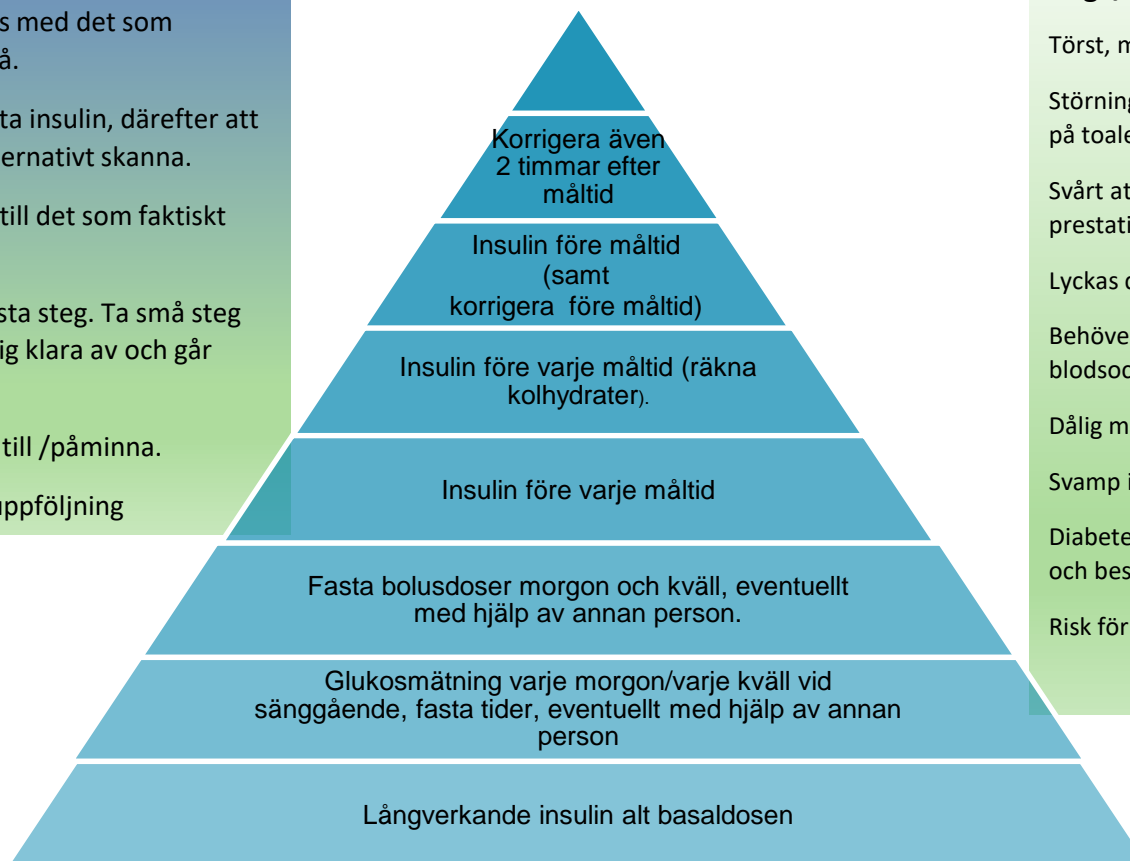 s med det som
å.
ta insulin, därefter att
ernativt skanna.
till det som faktiskt
sta steg. Ta små steg
ig klara av och går
till /påminna.
uppföljning
Korrigera även
2 timmar efter
måltid
Insulin före måltid
(samt
korrigera före måltid)
Insulin före varje måltid (räkna
kolhydrater).
Insulin före varje måltid
Fasta bolusdoser morgon och kväll, eventuellt
med hjälp av annan person.
Glukosmätning varje morgon/varje kväll vid
sänggående, fasta tider, eventuellt med hjälp av annan
person
Långverkande insulin alt basaldosen
Törst, m
Störning
på toale
Svårt at
prestati
Lyckas
Behöve
blodsoc
Dålig m
Svamp i
Diabete
och bes
Risk för